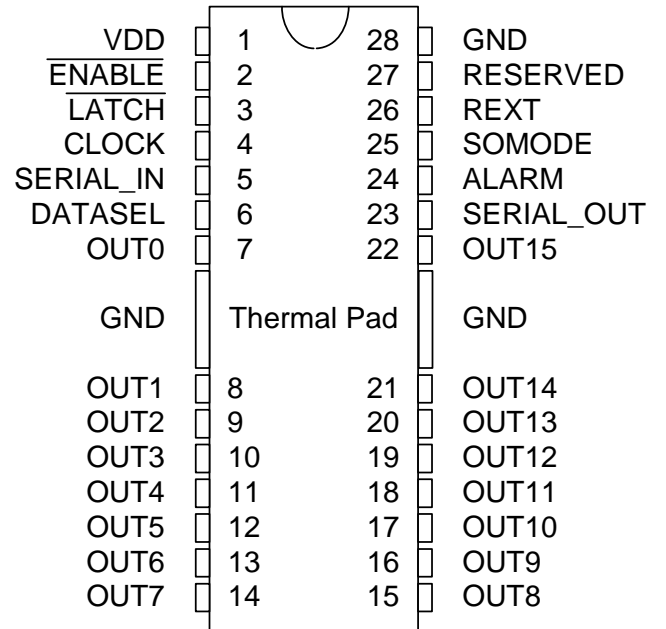 VDD 1 28 GND
ENABLE 2 27 RESERVED
LATCH 3 26 REXT
CLOCK 4 25 SOMODE
SERIAL_IN 5 24 ALARM
DATASEL 6 23 SERIAL_OUT
OUT0 7 22 OUT15
GND Thermal Pad GND
OUT1 8 21 OUT14
OUT2 9 20 OUT13
OUT3 10 19 OUT12
OUT4 11 18 OUT11
OUT5 12 17 OUT10
OUT6 13 16 OUT9
OUT7 14 15 OUT8